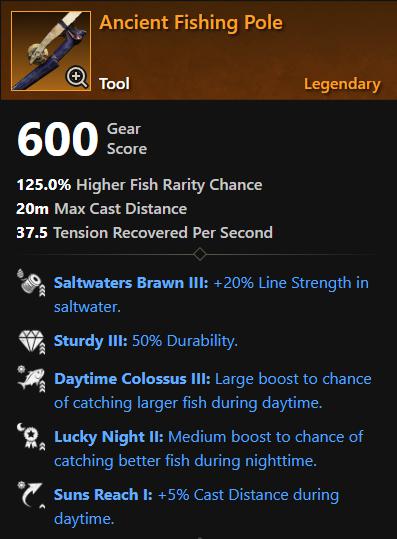 Ancient Fishing Pole
Tool Legendary
600 Gear Score
125.0% Higher Fish Rarity Chance
20m Max Cast Distance
37.5 Tension Recovered Per Second
Saltwaters Brawn III: +20% Line Strength in
saltwater.
Sturdy III: 50% Durability.
Daytime Colossus III: Large boost to chance
of catching larger fish during daytime.
Lucky Night II: Medium boost to chance of
catching better fish during nighttime.
Suns Reach I: +5% Cast Distance during
daytime.